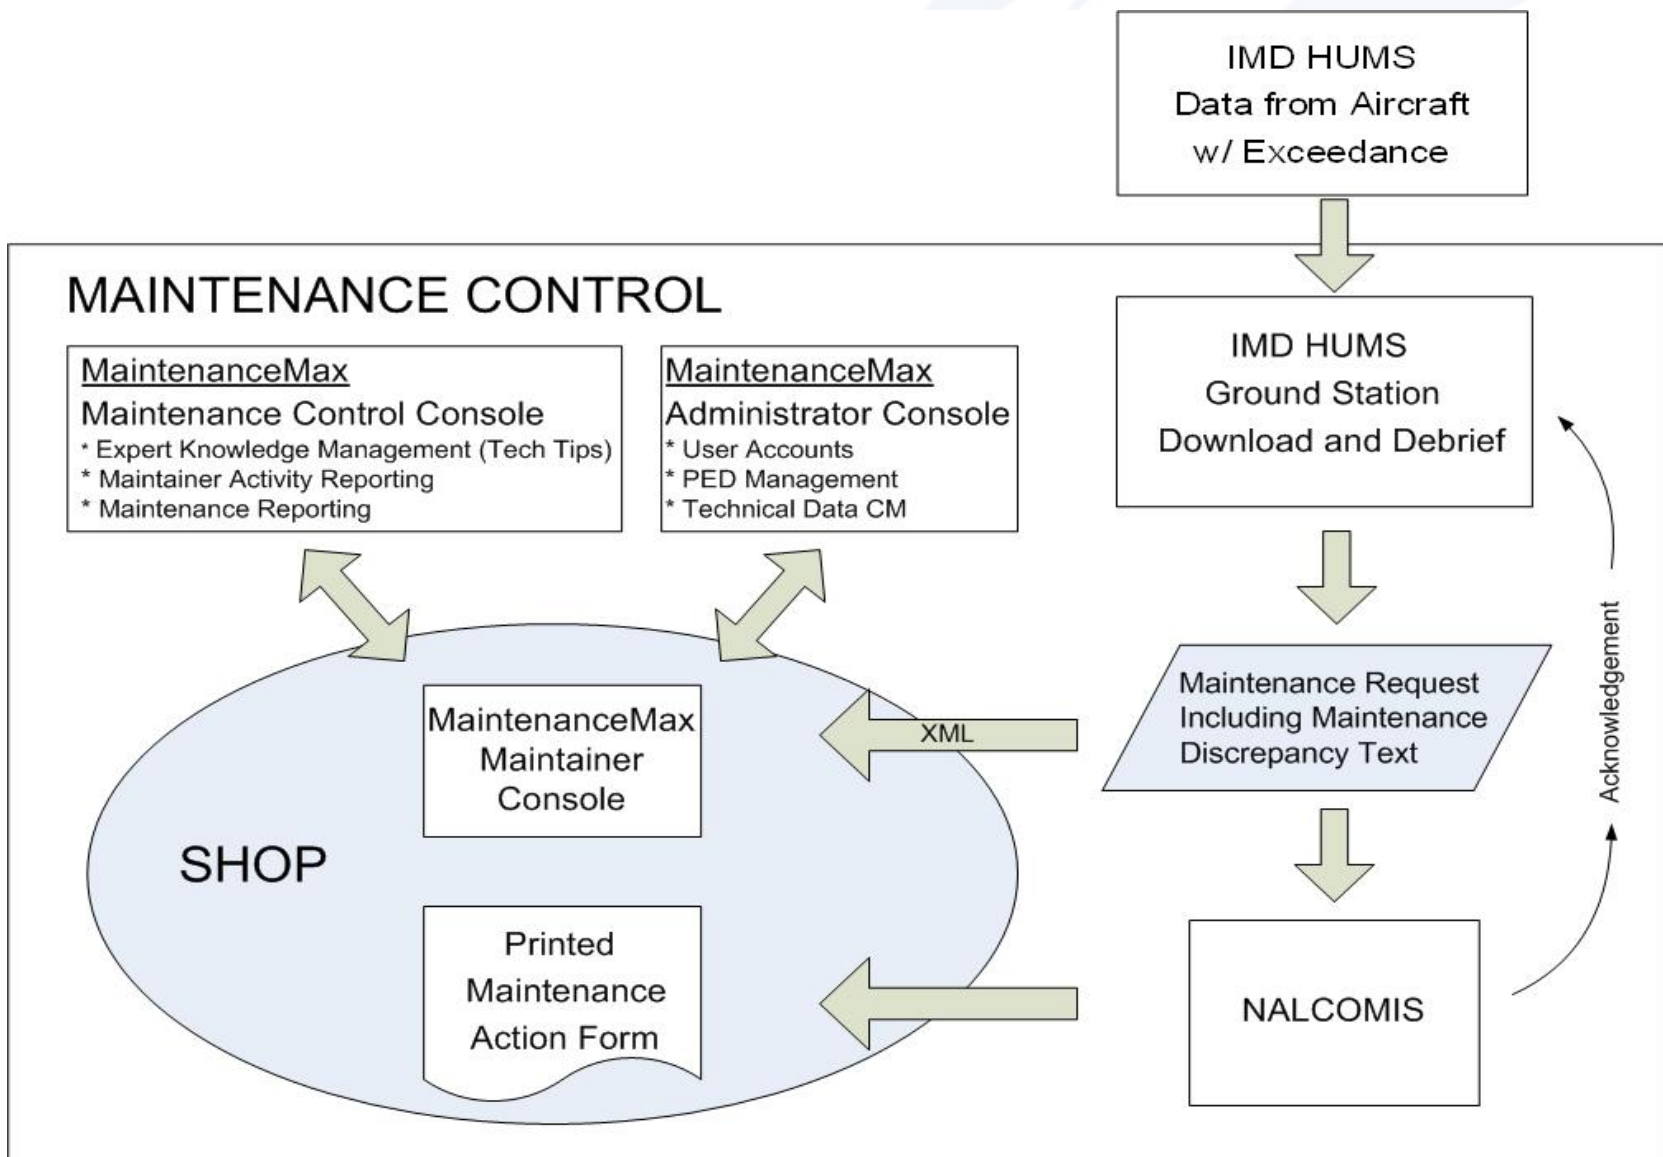 IMD HUMS
Data from Aircraft
w/ Exceedance
MAINTENANCE CONTROL
MaintenanceMax
Maintenance Control Console
* Expert Knowledge Management (Tech Tips)
* Maintainer Activity Reporting
* Maintenance Reporting
MaintenanceMax
Administrator Console
* User Accounts
* PED Management
* Technical Data CM
IMD HUMS
Ground Station
Download and Debrief
Maintenance Request
Including Maintenance
Discrepancy Text
Acknowledgement
XML
MaintenanceMax
Maintainer
Console
SHOP
Printed
Maintenance
Action Form
NALCOMIS